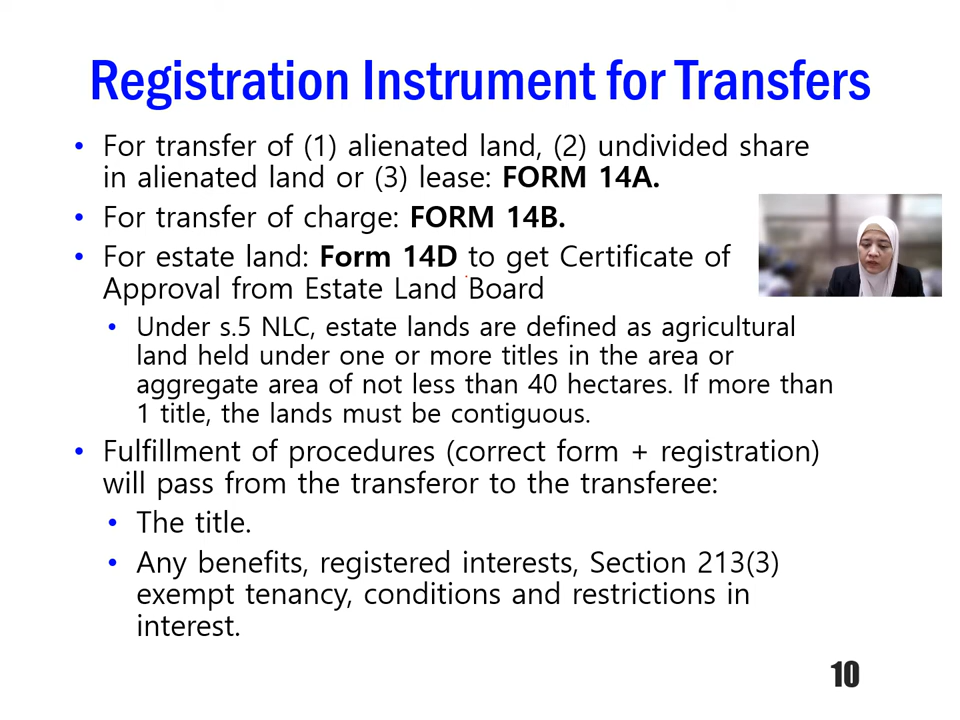 Registration Instrument for Transfers
• For transfer of (1) alienated land, (2) undivided share
in alienated land or (3) lease: FORM 14A.
• For transfer of charge: FORM 14B.
• For estate land: Form 14D to get Certificate of
Approval from Estate Land Board
• Under s.5 NLC, estate lands are defined as agricultural
land held under one or more titles in the area or
aggregate area of not less than 40 hectares. If more than
1 title, the lands must be contiguous.
• Fulfillment of procedures (correct form + registration)
will pass from the transferor to the transferee:
• The title.
• Any benefits, registered interests, Section 213(3)
exempt tenancy, conditions and restrictions in
interest.
10